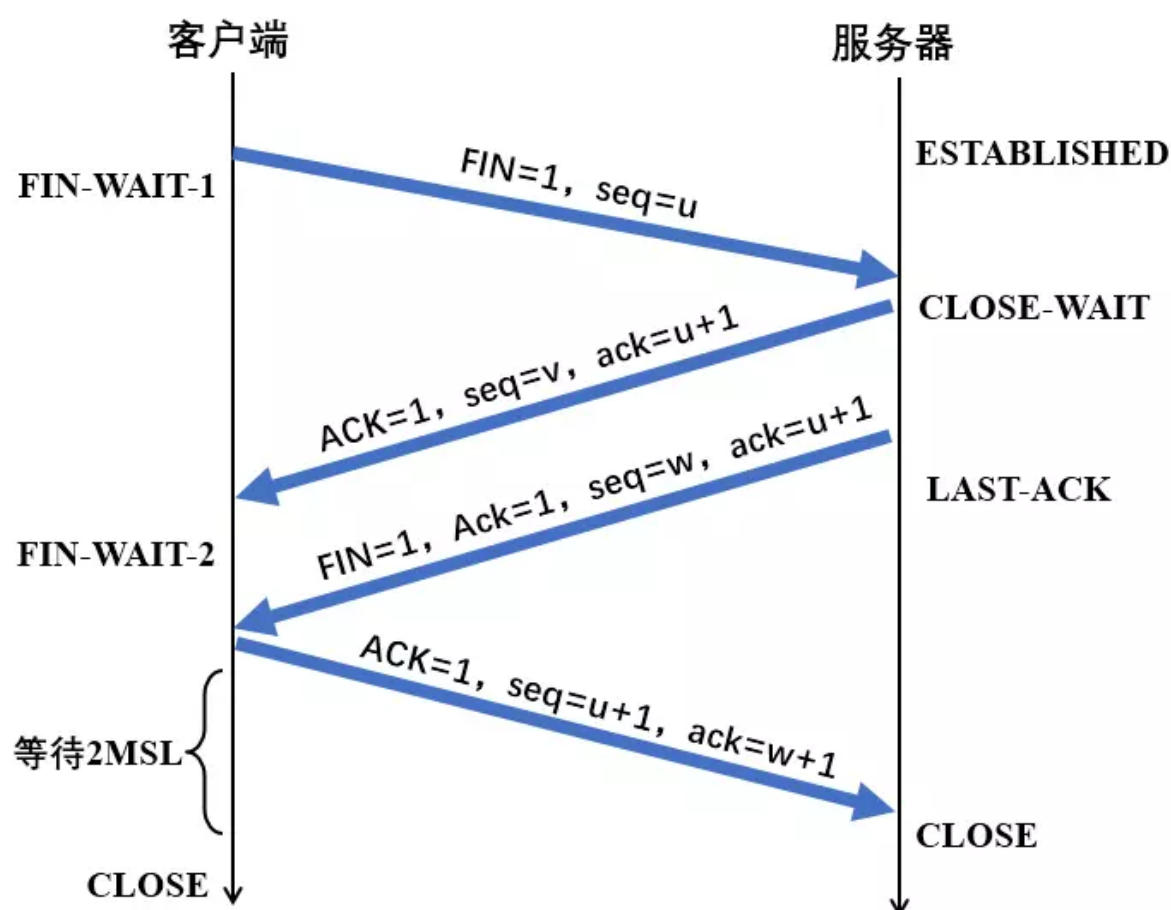 客户端
服务器
ESTABLISHED
FIN=1, seq=u
FIN-WAIT-1
CLOSE-WAIT
ACK=1, seq=v, ack=u+1
FIN=1, Ack=1, seq=w, ack=u+1
LAST-ACK
FIN-WAIT-2
ACK=1, seq=u+1, ack=w+1
等待2MSL
CLOSE
CLOSE